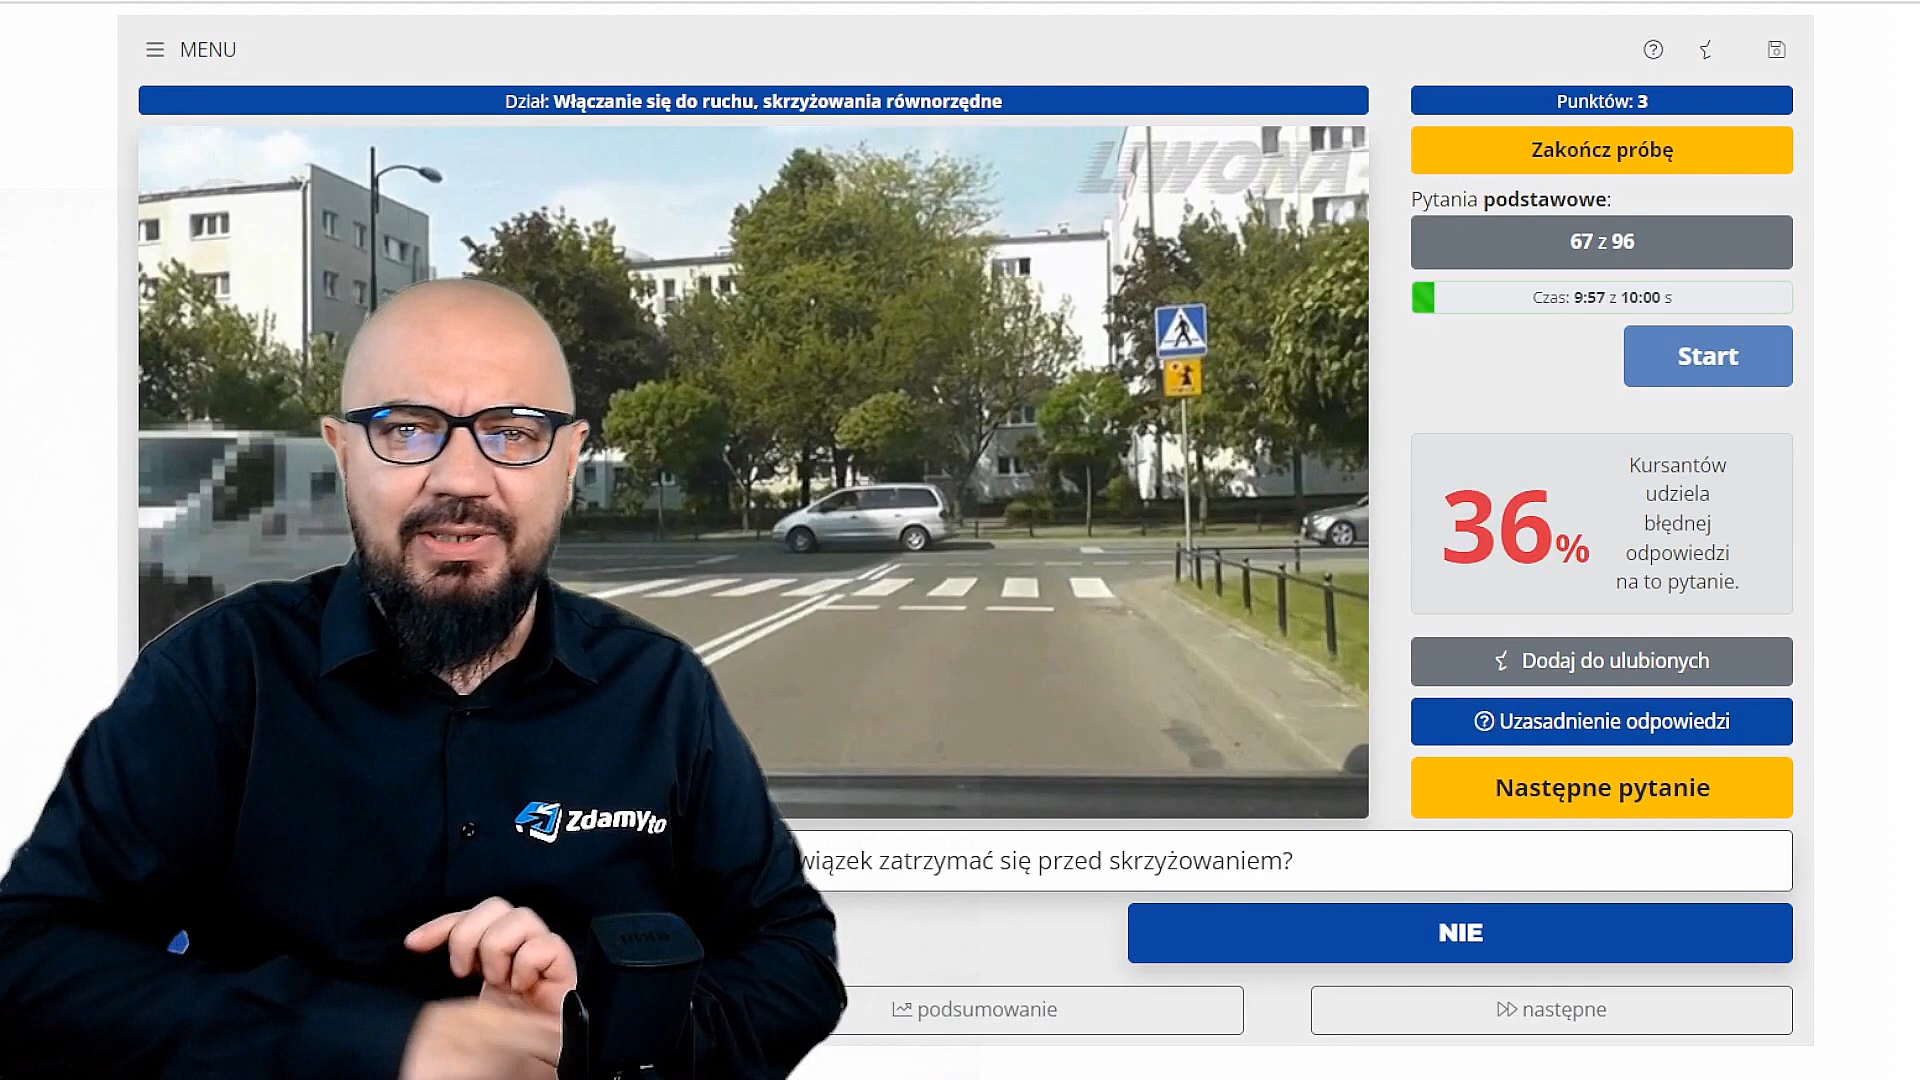 MENU
Dział: Włączanie się do ruchu, skrzyżowania równorzędne
Punktów: 3
LIWONA
Zakończ próbę
Pytania podstawowe:
67 z 96
Czas: 9:57 z 10:00 s
Start
36%
Kursantów
udziela
błędnej
odpowiedzi
na to pytanie.
Dodaj do ulubionych
Uzasadnienie odpowiedzi
Następne pytanie
Zdamyto
wiązek zatrzymać się przed skrzyżowaniem?
NIE
podsumowanie
następne